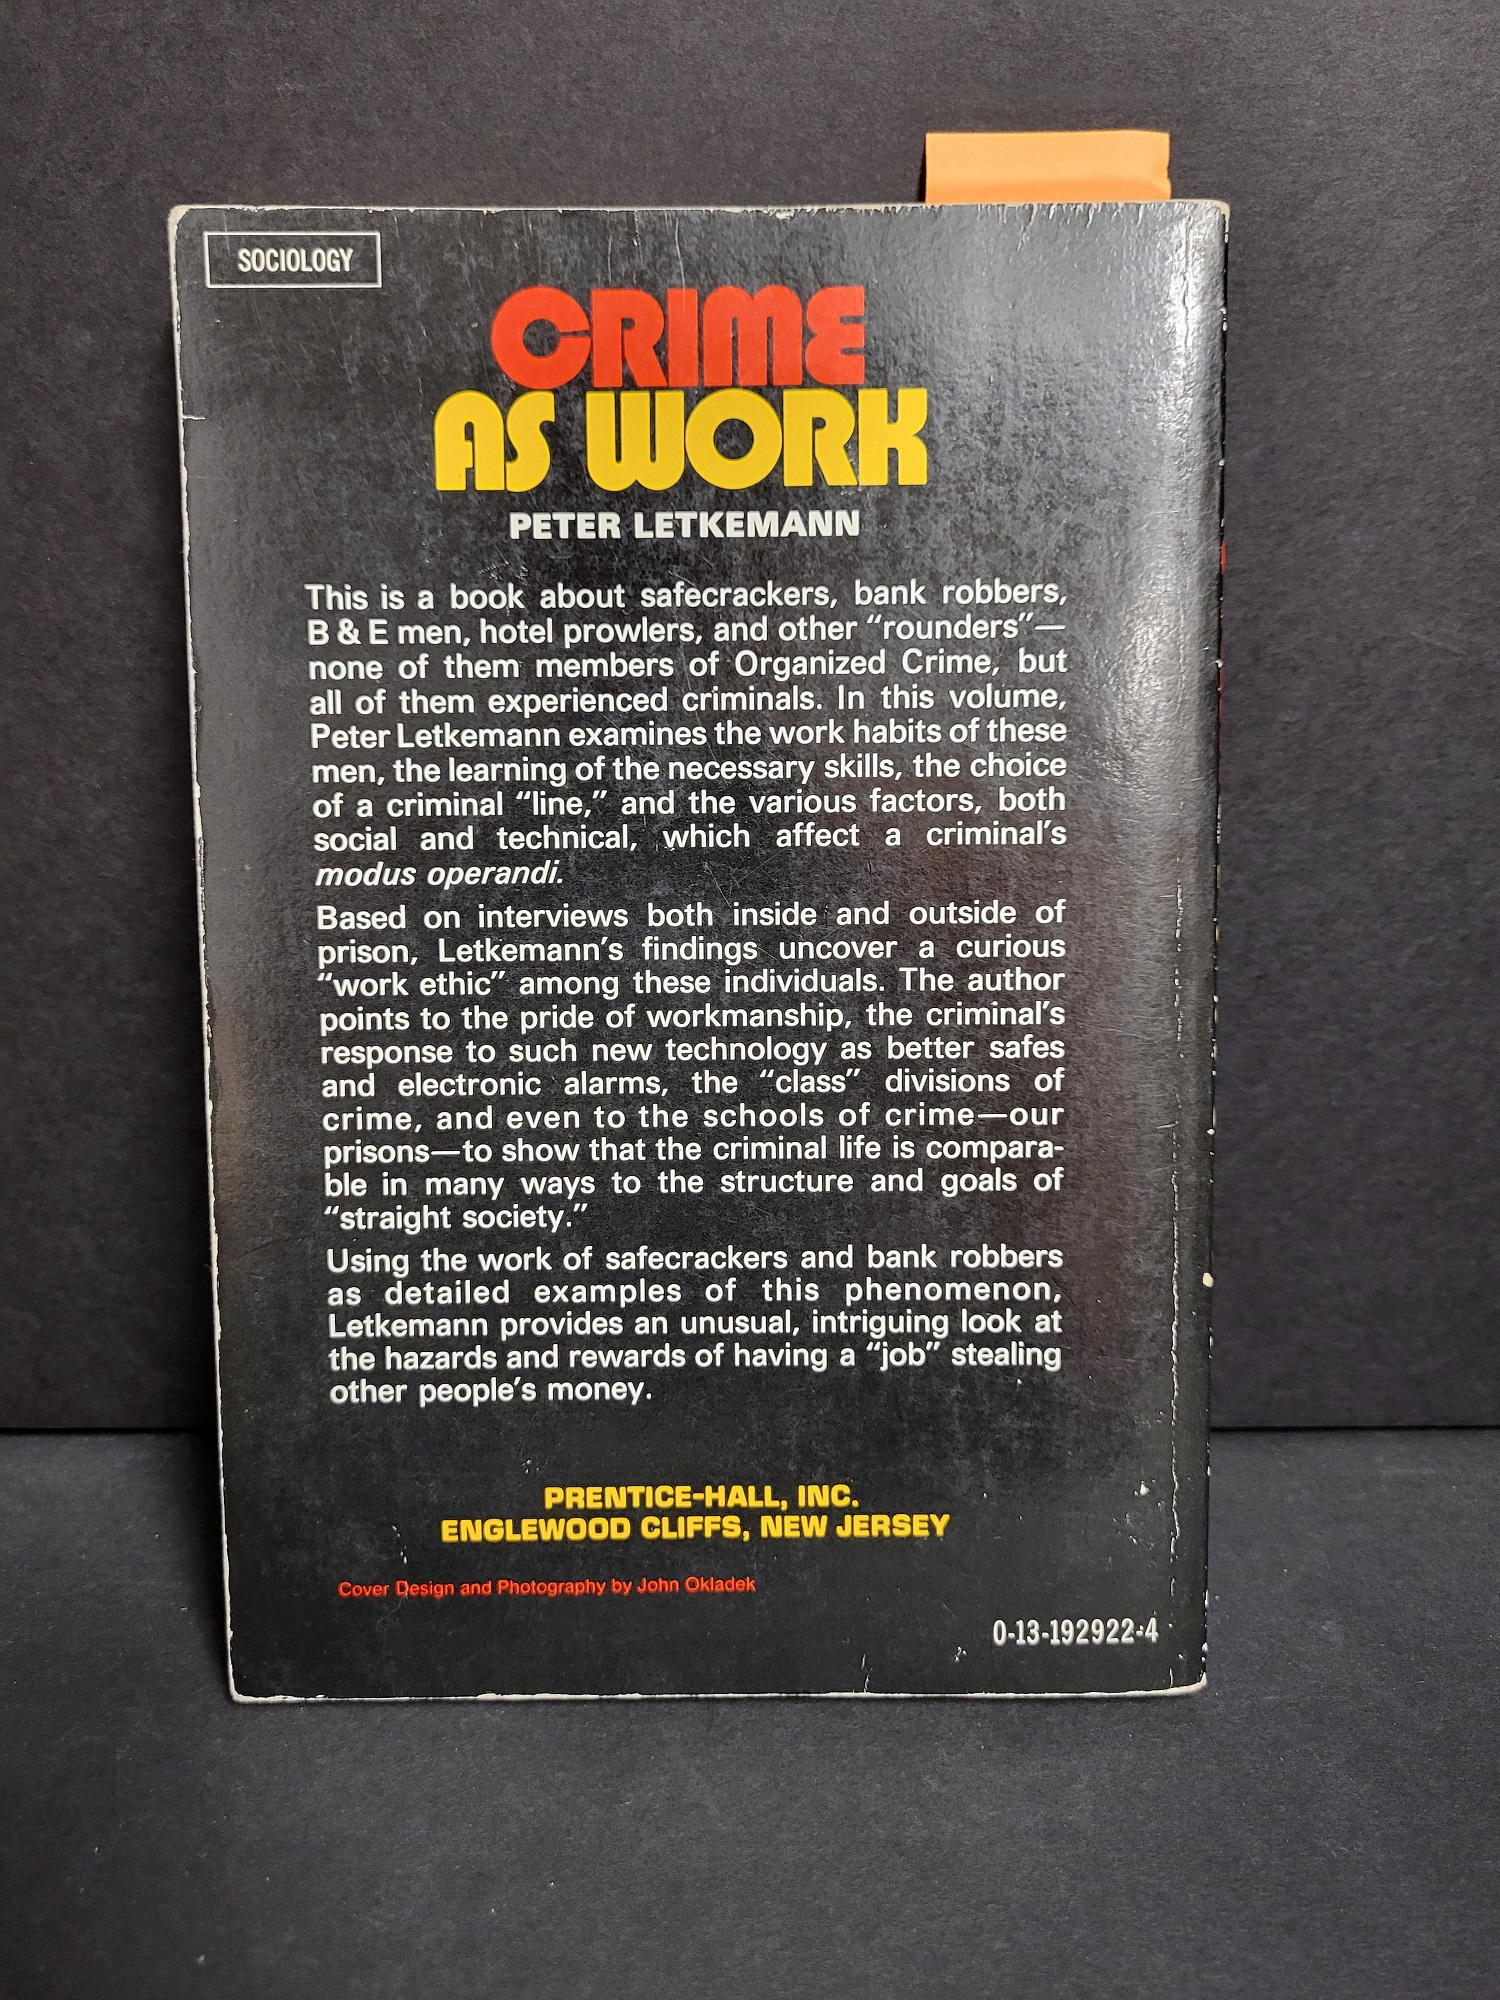 SOCIOLOGY
CRIME
AS WORK
PETER LETKEMANN
This is a book about safecrackers, bank robbers,
B & E men, hotel prowlers, and other “rounders”—
none of them members of Organized Crime, but
all of them experienced criminals. In this volume,
Peter Letkemann examines the work habits of these
men, the learning of the necessary skills, the choice
of a criminal “line,” and the various factors, both
social and technical, which affect a criminal’s
modus operandi.
Based on interviews both inside and outside of
prison, Letkemann’s findings uncover a curious
“work ethic” among these individuals. The author
points to the pride of workmanship, the criminal’s
response to such new technology as better safes
and electronic alarms, the “class” divisions of
crime, and even to the schools of crime—our
prisons—to show that the criminal life is compara-
ble in many ways to the structure and goals of
“straight society.”
Using the work of safecrackers and bank robbers
as detailed examples of this phenomenon,
Letkemann provides an unusual, intriguing look at
the hazards and rewards of having a “job” stealing
other people’s money.
PRENTICE-HALL, INC.
ENGLEWOOD CLIFFS, NEW JERSEY
Cover Design and Photography by John Okladek
0-13-192922-4